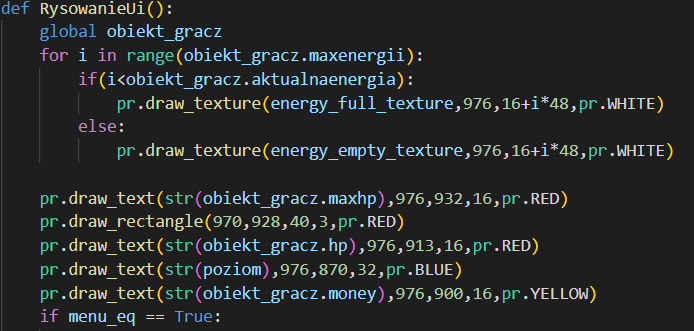 def RysowanieUi():
    global obiekt_gracz
    for i in range(obiekt_gracz.maxenergii):
        if(i<obiekt_gracz.aktualnaenergia):
            pr.draw_texture(energy_full_texture,976,16+i*48,pr.WHITE)
        else:
            pr.draw_texture(energy_empty_texture,976,16+i*48,pr.WHITE)

    pr.draw_text(str(obiekt_gracz.maxhp),976,932,16,pr.RED)
    pr.draw_rectangle(970,928,40,3,pr.RED)
    pr.draw_text(str(obiekt_gracz.hp),976,913,16,pr.RED)
    pr.draw_text(str(poziom),976,870,32,pr.BLUE)
    pr.draw_text(str(obiekt_gracz.money),976,900,16,pr.YELLOW)
    if menu_eq == True: